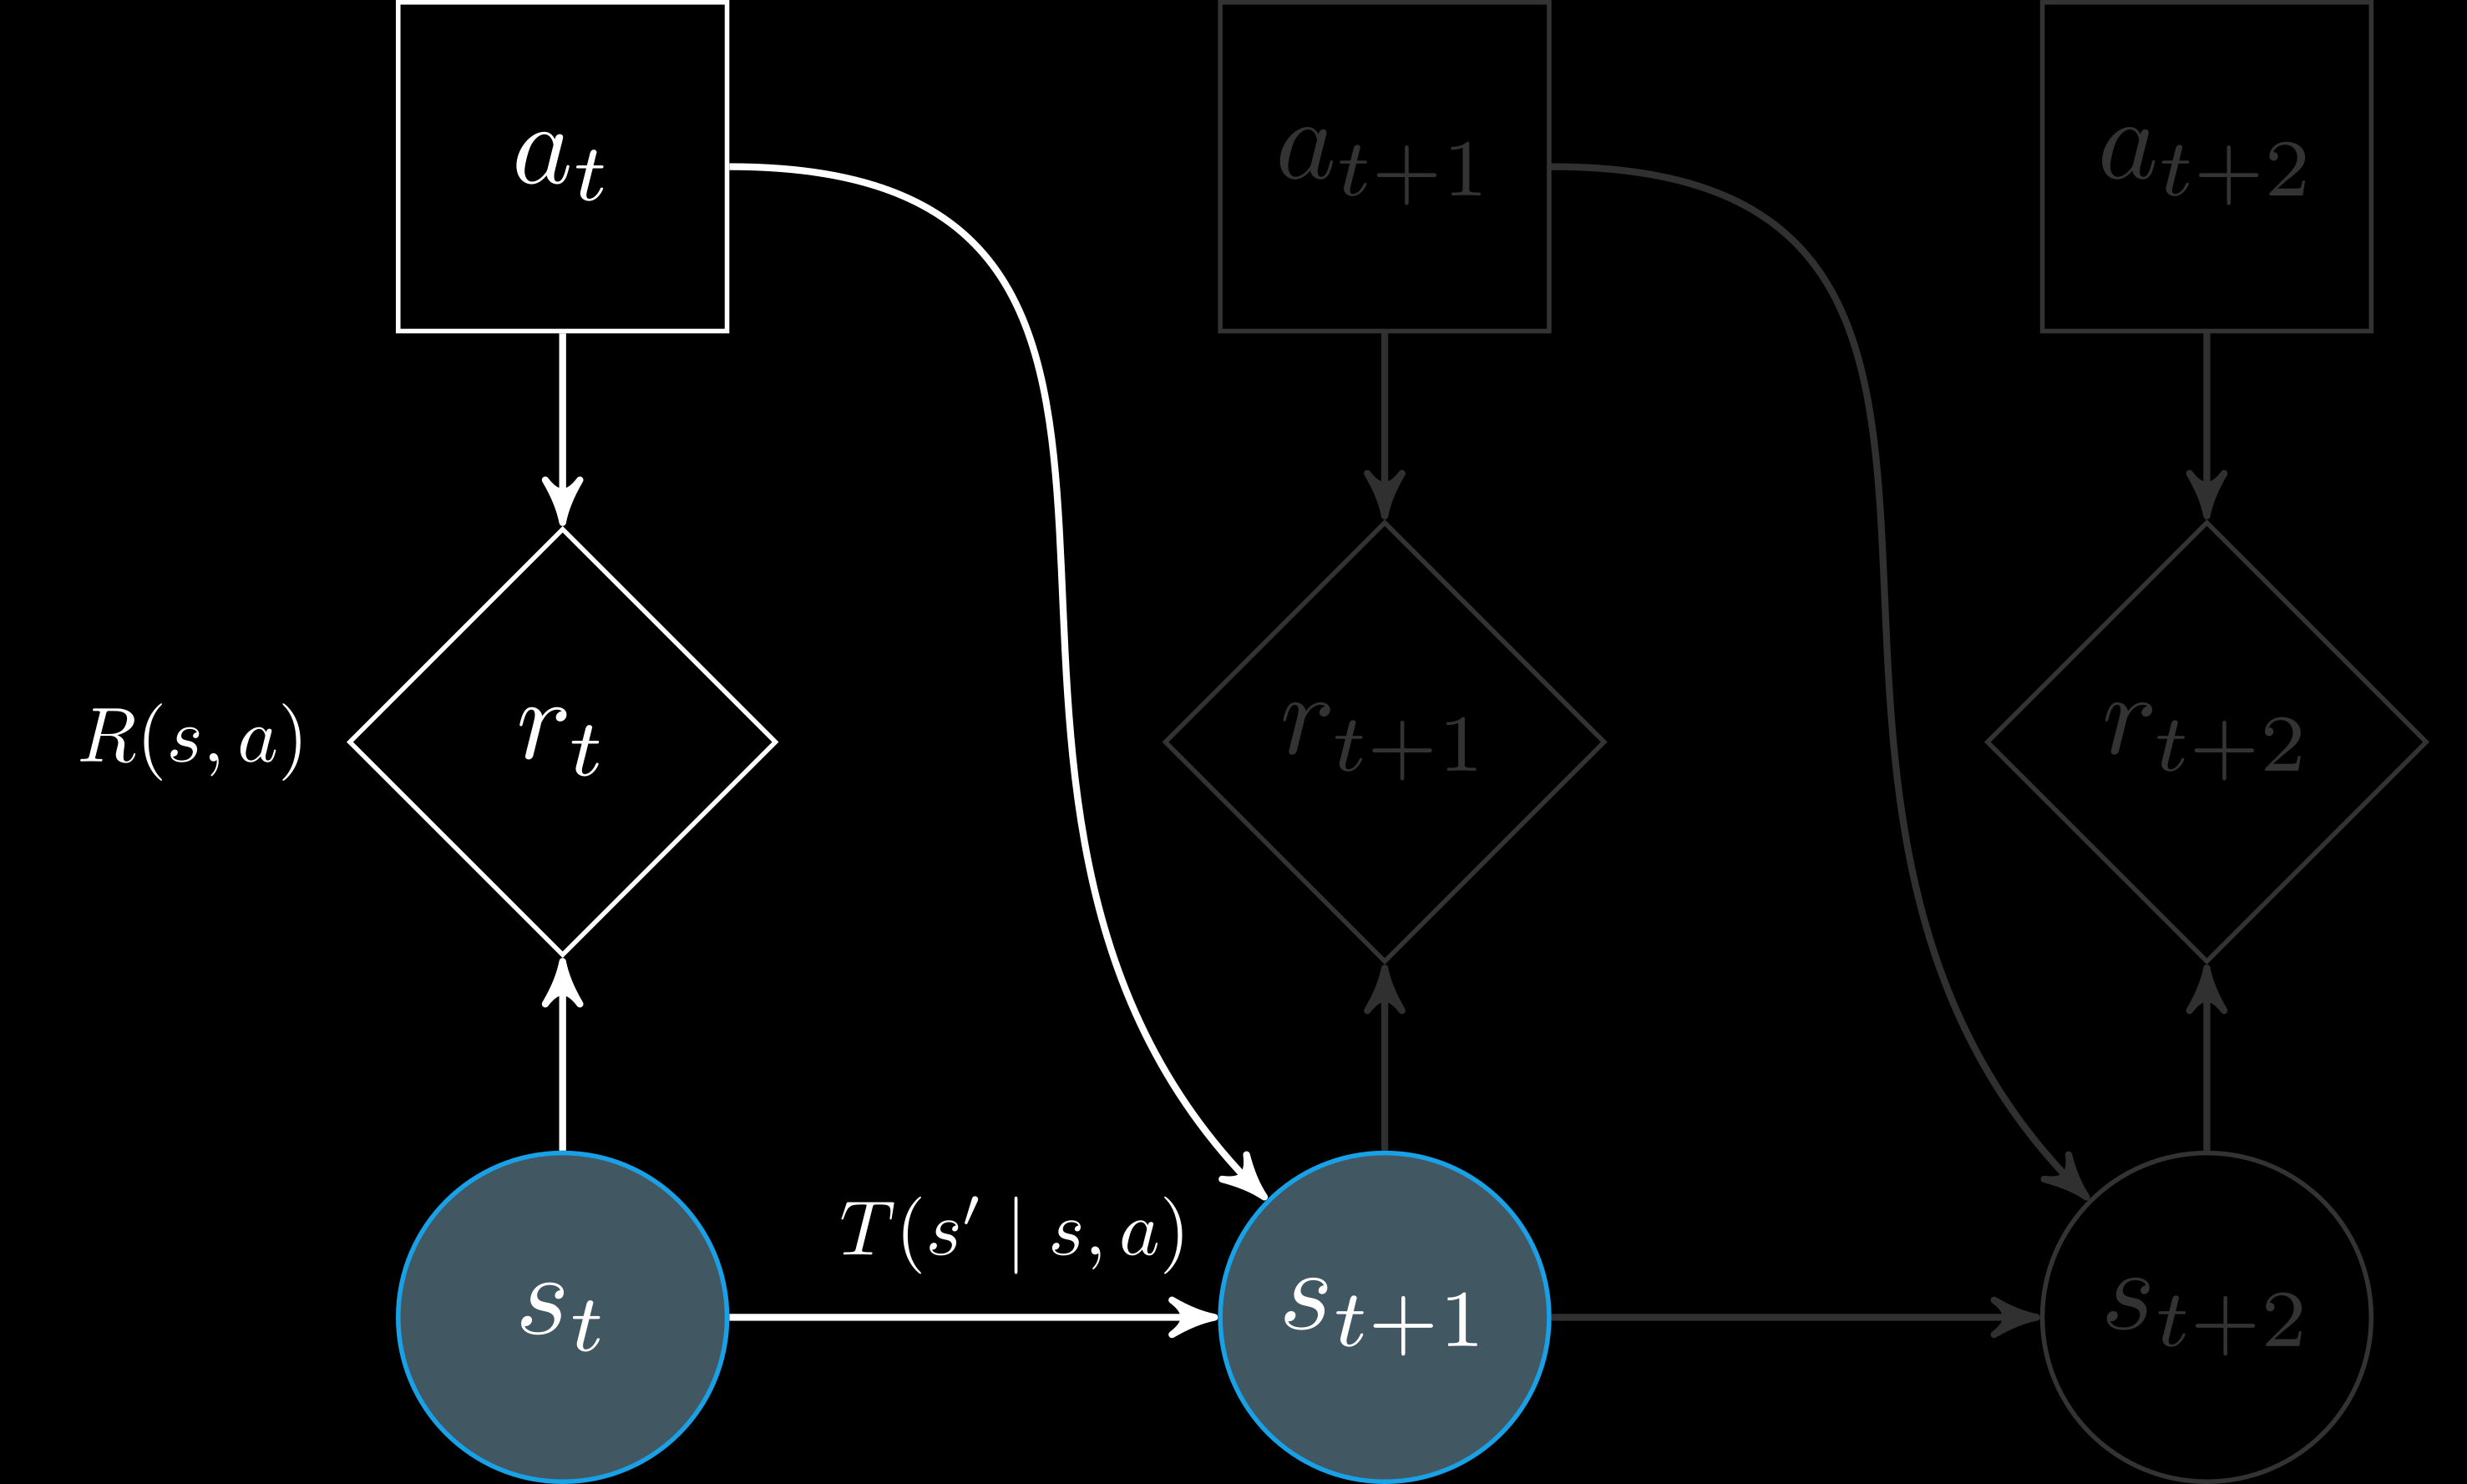 a_t a_{t+1} a_{t+2}
R(s, a) r_t r_{t+1} r_{t+2}
T(s′ | s, a)
s_t s_{t+1} s_{t+2}